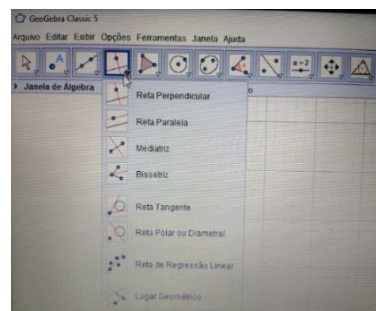 GeoGebra Classic 5
Arquivo Editar Exibir Opções Ferramentas Janela Ajuda
a=2
Janela de Álgebra
Reta Perpendicular
Reta Paralela
Mediatriz
Bissetriz
Reta Tangente
Reta Polar ou Diametral
Reta de Regressão Linear
Lugar Geométrico